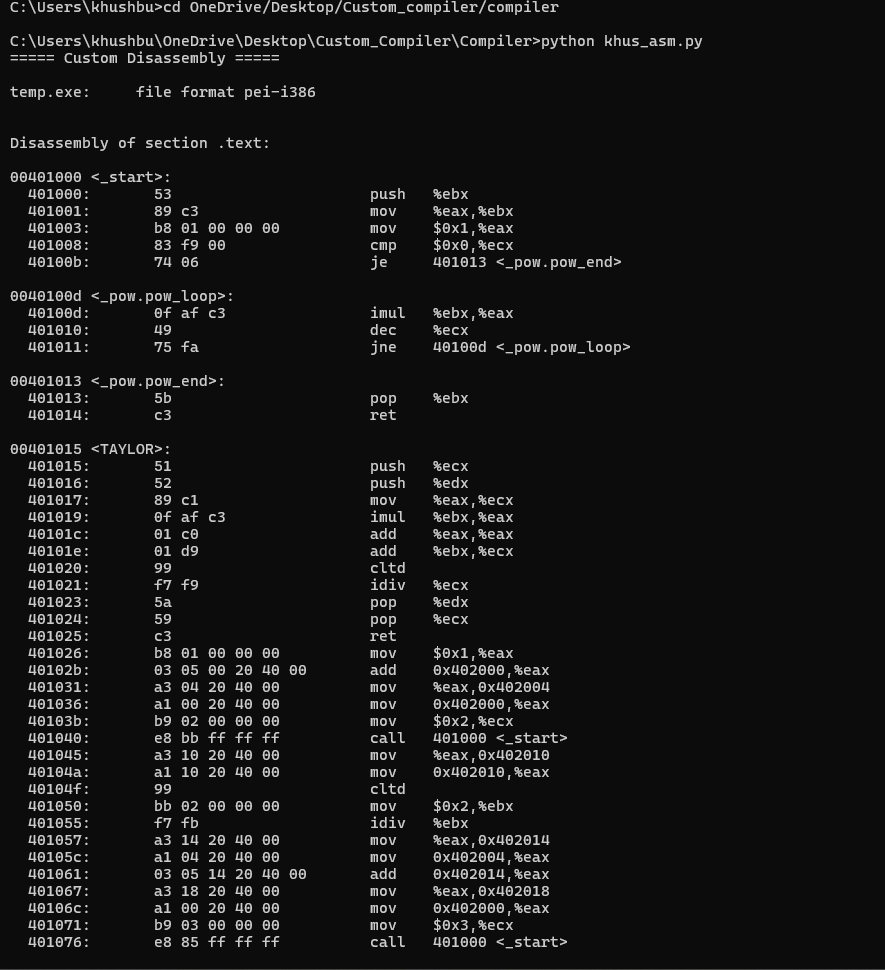 C:\Users\khushbu>cd OneDrive/Desktop/Custom_compiler/compiler
C:\Users\khushbu\OneDrive\Desktop\Custom_Compiler\Compiler>python khus_asm.py
===== Custom Disassembly =====
temp.exe:     file format pei-i386
Disassembly of section .text:
00401000 <_start>:
  401000:       53                      push   %ebx
  401001:       89 c3                   mov    %eax,%ebx
  401003:       b8 01 00 00 00          mov    $0x1,%eax
  401008:       83 f9 00                cmp    $0x0,%ecx
  40100b:       74 06                   je     401013 <_pow.pow_end>
0040100d <_pow.pow_loop>:
  40100d:       0f af c3                imul   %ebx,%eax
  401010:       49                      dec    %ecx
  401011:       75 fa                   jne    40100d <_pow.pow_loop>
00401013 <_pow.pow_end>:
  401013:       5b                      pop    %ebx
  401014:       c3                      ret
00401015 <TAYLOR>:
  401015:       51                      push   %ecx
  401016:       52                      push   %edx
  401017:       89 c1                   mov    %eax,%ecx
  401019:       0f af c3                imul   %ebx,%eax
  40101c:       01 c0                   add    %eax,%eax
  40101e:       01 d9                   add    %ebx,%ecx
  401020:       99                      cltd
  401021:       f7 f9                   idiv   %ecx
  401023:       5a                      pop    %edx
  401024:       59                      pop    %ecx
  401025:       c3                      ret
  401026:       b8 01 00 00 00          mov    $0x1,%eax
  40102b:       03 05 00 20 40 00       add    0x402000,%eax
  401031:       a3 04 20 40 00          mov    %eax,0x402004
  401036:       a1 00 20 40 00          mov    0x402000,%eax
  40103b:       b9 02 00 00 00          mov    $0x2,%ecx
  401040:       e8 bb ff ff ff          call   401000 <_start>
  401045:       a3 10 20 40 00          mov    %eax,0x402010
  40104a:       a1 10 20 40 00          mov    0x402010,%eax
  40104f:       99                      cltd
  401050:       bb 02 00 00 00          mov    $0x2,%ebx
  401055:       f7 fb                   idiv   %ebx
  401057:       a3 14 20 40 00          mov    %eax,0x402014
  40105c:       a1 04 20 40 00          mov    0x402004,%eax
  401061:       03 05 14 20 40 00       add    0x402014,%eax
  401067:       a3 18 20 40 00          mov    %eax,0x402018
  40106c:       a1 00 20 40 00          mov    0x402000,%eax
  401071:       b9 03 00 00 00          mov    $0x3,%ecx
  401076:       e8 85 ff ff ff          call   401000 <_start>